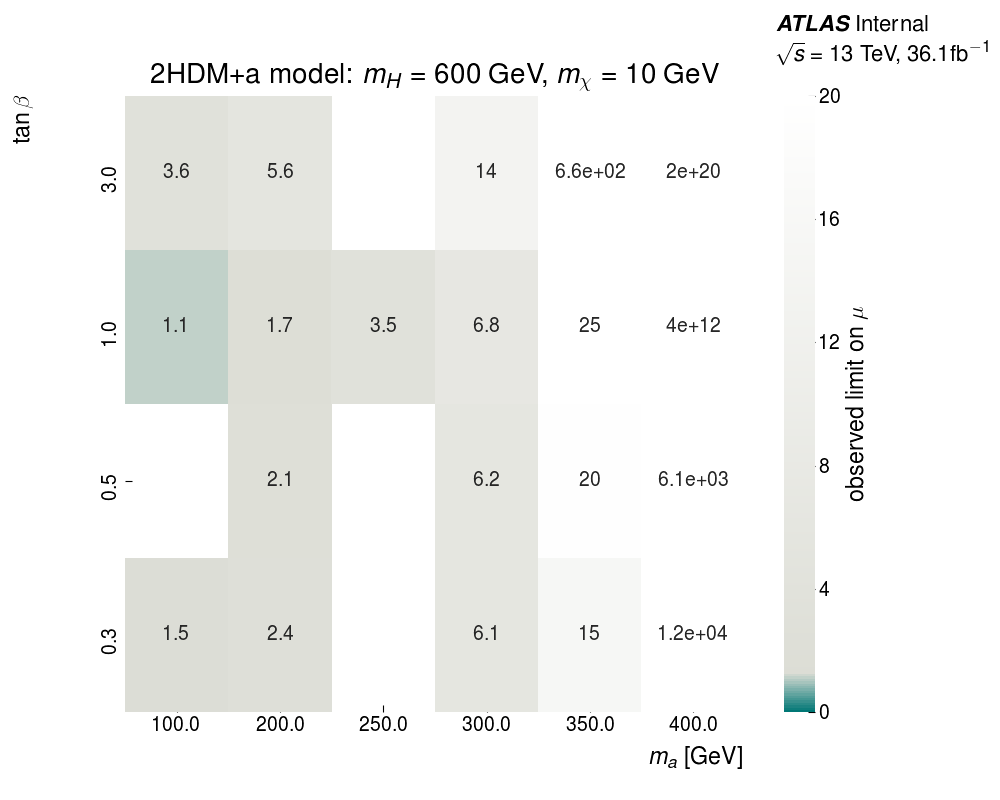 ATLAS Internal
√s = 13 TeV, 36.1fb⁻¹
2HDM+a model: m_H = 600 GeV, m_χ = 10 GeV
tan β
3.0 3.6 5.6 14 6.6e+02 2e+20
1.0 1.1 1.7 3.5 6.8 25 4e+12
0.5 2.1 6.2 20 6.1e+03
0.3 1.5 2.4 6.1 15 1.2e+04
100.0 200.0 250.0 300.0 350.0 400.0
m_a [GeV]
20
16
12
8
4
0
observed limit on μ